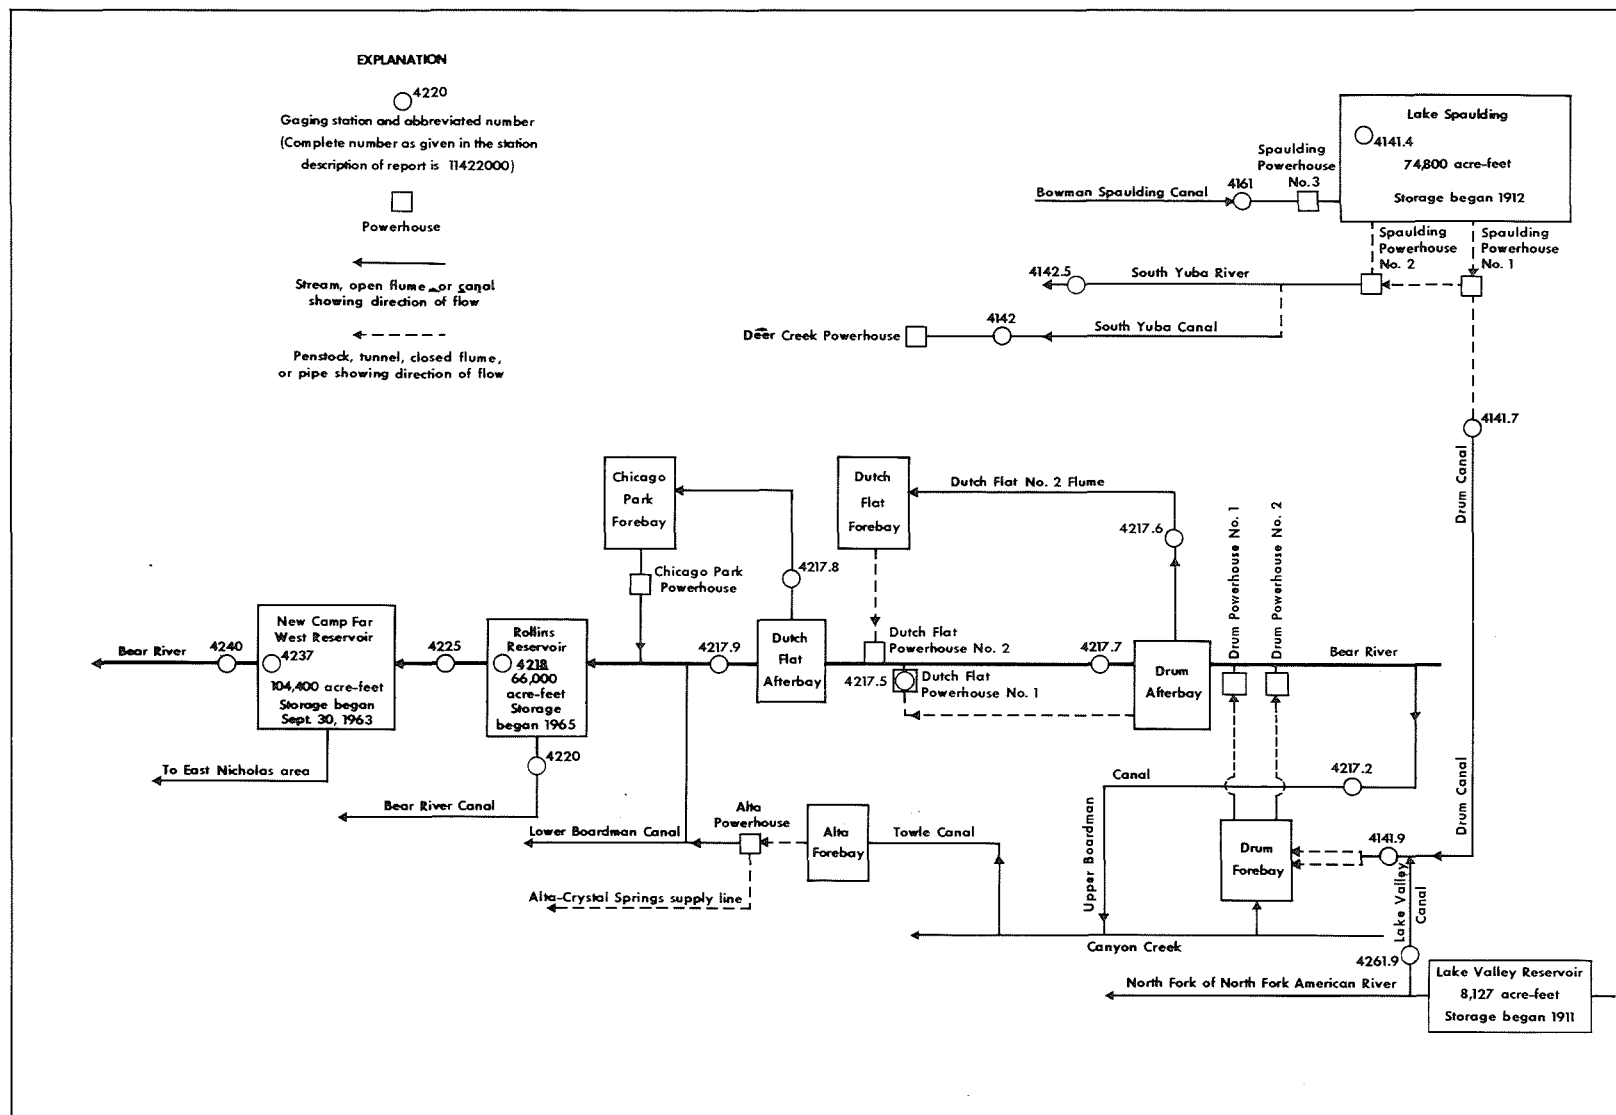 EXPLANATION
4220
Gaging station and abbreviated number
(Complete number as given in the station
description of report is 11422000)
Powerhouse
Stream, open flume or canal
showing direction of flow
Penstock, tunnel, closed flume,
or pipe showing direction of flow
Lake Spaulding
4141.4
74,800 acre-feet
Storage began 1912
Spaulding
Powerhouse
No. 3
4161
Bowman Spaulding Canal
Spaulding
Powerhouse
No. 2
Spaulding
Powerhouse
No. 1
4142.5
South Yuba River
4142
South Yuba Canal
Deer Creek Powerhouse
4141.7
Drum Canal
Chicago
Park
Forebay
Dutch
Flat
Forebay
Dutch Flat No. 2 Flume
4217.6
Drum Powerhouse No. 1
Drum Powerhause No. 2
4217.8
Chicago Park
Powerhouse
New Camp Far
West Reservoir
4237
104,400 acre-feet
Storage began
Sept. 30, 1963
Bear River
4240
4225
Rollins
Reservoir
4218
66,000
acre-feet
Storage
began 1965
4217.9
Dutch
Flat
Afterbay
Dutch Flat
Powerhouse No. 2
4217.5
Dutch Flat
Powerhouse No. 1
4217.7
Drum
Afterbay
Bear River
To East Nicholas area
4220
Bear River Canal
Canal
4217.2
Upper Boardman
Drum Canal
Lower Boardman Canal
Alta
Powerhouse
Alta
Forebay
Towle Canal
Alta-Crystal Springs supply line
Drum
Forebay
4141.9
Lake Valley
Canal
Canyon Creek
4261.9
North Fork of North Fork American River
Lake Valley Reservoir
8,127 acre-feet
Storage began 1911